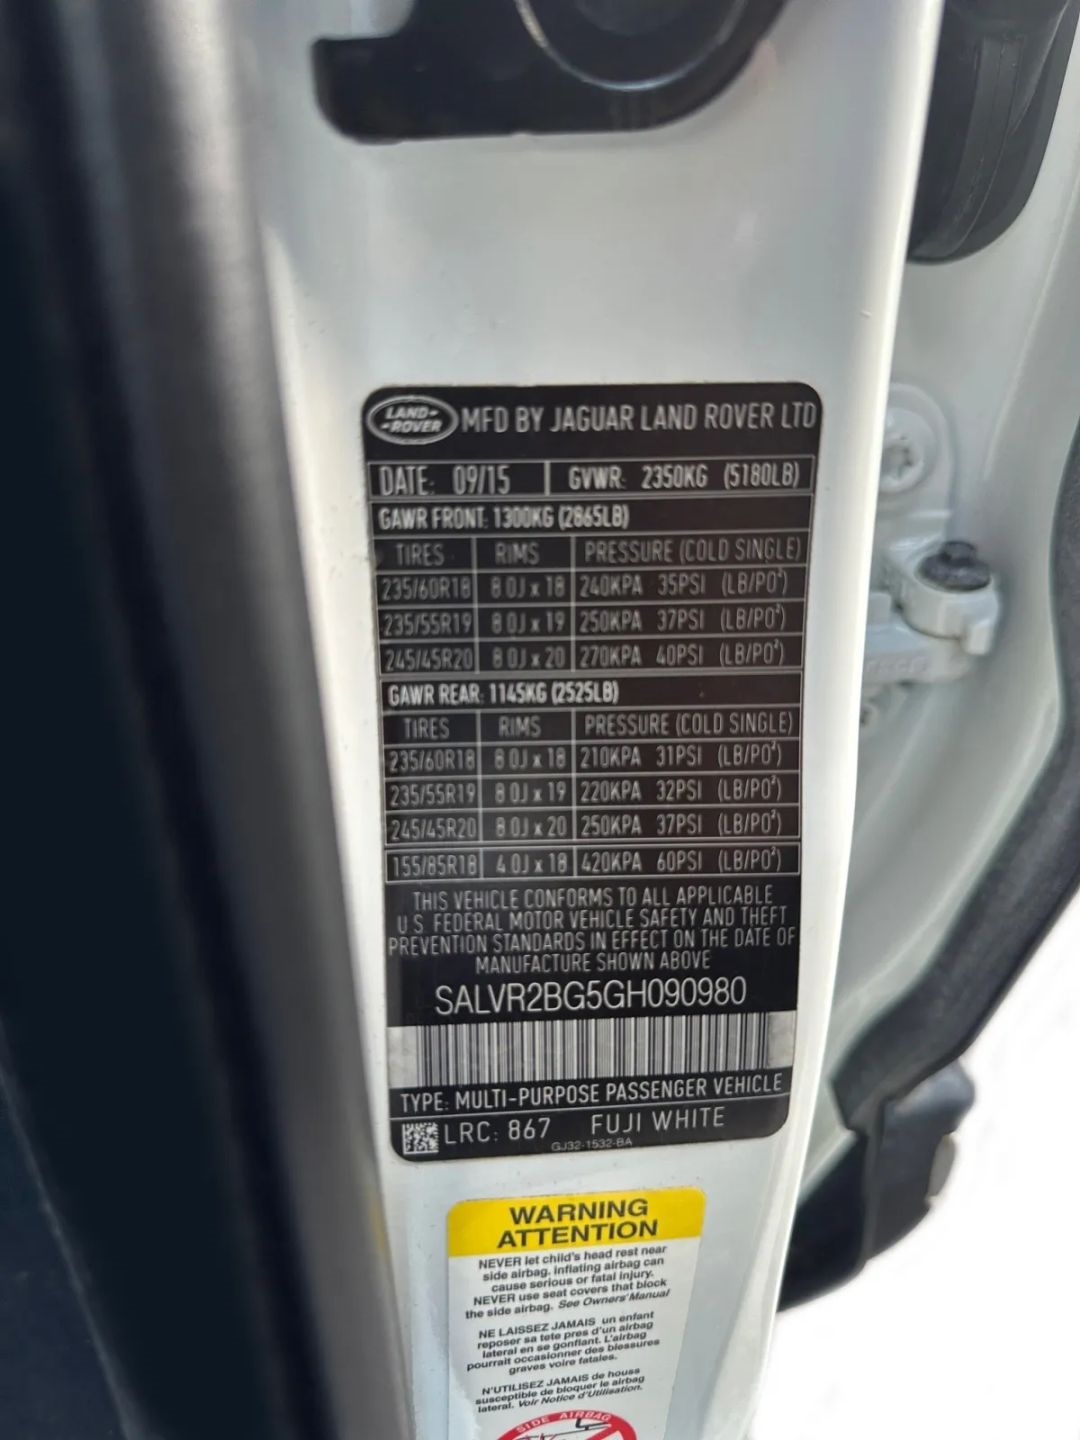 LAND-
-ROVER
MFD BY JAGUAR LAND ROVER LTD
DATE: 09/15 GVWR: 2350KG (5180LB)
GAWR FRONT: 1300KG (2865LB)
TIRES RIMS PRESSURE (COLD SINGLE)
235/60R18 8.0J x 18 240KPA 35PSI (LB/PO²)
235/55R19 8.0J x 19 250KPA 37PSI (LB/PO²)
245/45R20 8.0J x 20 270KPA 40PSI (LB/PO²)
GAWR REAR: 1145KG (2525LB)
TIRES RIMS PRESSURE (COLD SINGLE)
235/60R18 8.0J x 18 210KPA 31PSI (LB/PO²)
235/55R19 8.0J x 19 220KPA 32PSI (LB/PO²)
245/45R20 8.0J x 20 250KPA 37PSI (LB/PO²)
155/85R18 4.0J x 18 420KPA 60PSI (LB/PO²)
THIS VEHICLE CONFORMS TO ALL APPLICABLE
U.S. FEDERAL MOTOR VEHICLE SAFETY AND THEFT
PREVENTION STANDARDS IN EFFECT ON THE DATE OF
MANUFACTURE SHOWN ABOVE
SALVR2BG5GH090980
TYPE: MULTI-PURPOSE PASSENGER VEHICLE
LRC: 867 FUJI WHITE
GJ32-1532-BA
WARNING
ATTENTION
NEVER let child's head rest near
side airbag, inflating airbag can
cause serious or fatal injury.
NEVER use seat covers that block
the side airbag. See Owners'Manual
NE LAISSEZ JAMAIS un enfant
reposer sa tete pres d'un airbag
lateral en se gonflant. L'airbag
pourrait occasionner des blessures
graves voire fatales.
N'UTILISEZ JAMAIS de houss
susceptible de bloquer le airbag
lateral. Voir Notice d'Utilisation.
SIDE AIRBAG